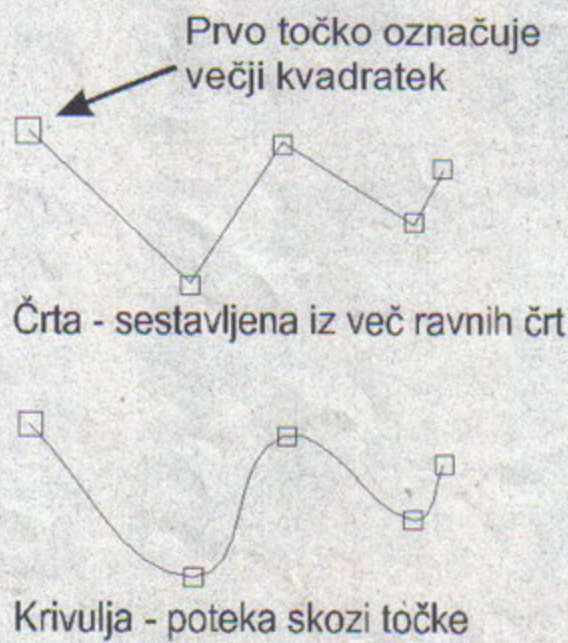 Prvo točko označuje
večji kvadratek
Črta - sestavljena iz več ravnih črt
Krivulja - poteka skozi točke